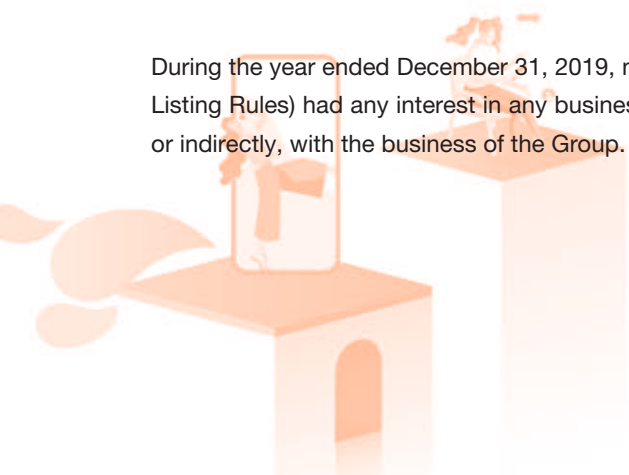 During the year ended December 31, 2019,
Listing Rules) had any interest in any
or indirectly, with the business of the Group.